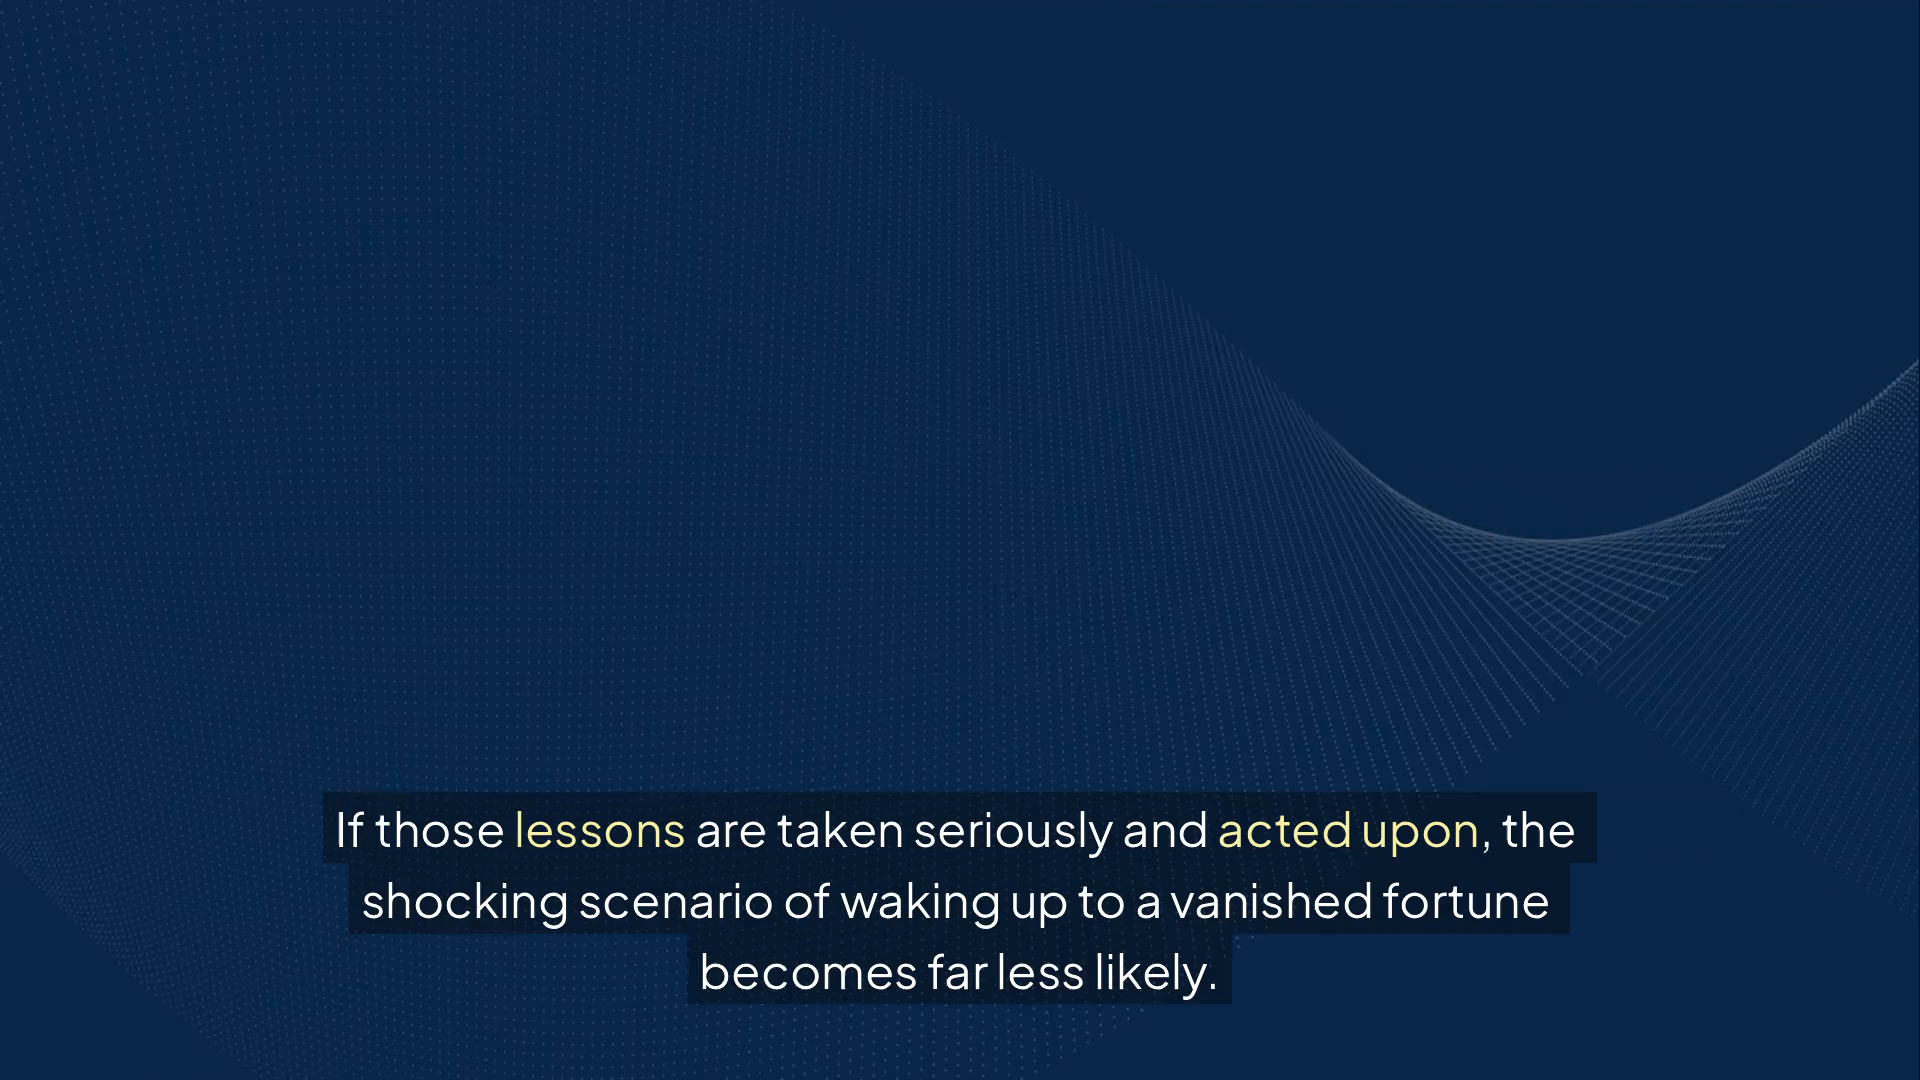 If those lessons are taken seriously and acted upon, the
shocking scenario of waking up to a vanished fortune
becomes far less likely.